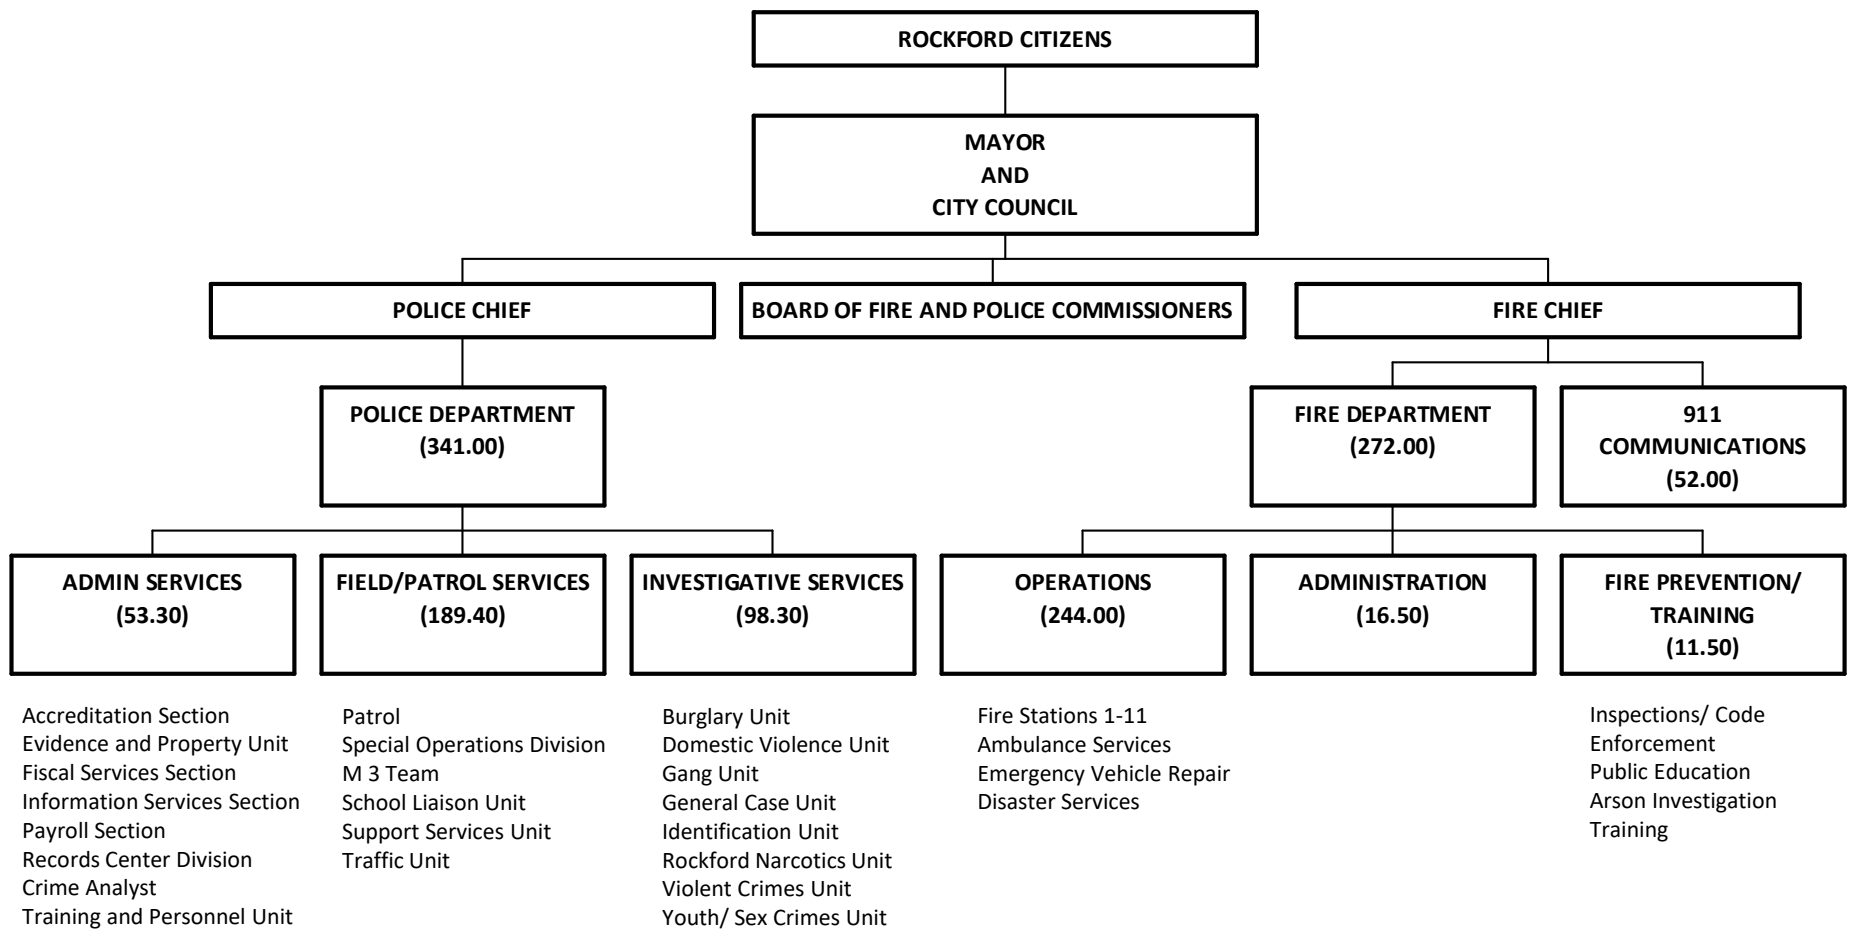 ROCKFORD CITIZENS
MAYOR
AND
CITY COUNCIL
POLICE CHIEF
BOARD OF FIRE AND POLICE COMMISSIONERS
FIRE CHIEF
POLICE DEPARTMENT
(341.00)
FIRE DEPARTMENT
(272.00)
911
COMMUNICATIONS
(52.00)
ADMIN SERVICES
(53.30)
FIELD/PATROL SERVICES
(189.40)
INVESTIGATIVE SERVICES
(98.30)
OPERATIONS
(244.00)
ADMINISTRATION
(16.50)
FIRE PREVENTION/
TRAINING
(11.50)
Accreditation Section
Evidence and Property Unit
Fiscal Services Section
Information Services Section
Payroll Section
Records Center Division
Crime Analyst
Training and Personnel Unit
Patrol
Special Operations Division
M 3 Team
School Liaison Unit
Support Services Unit
Traffic Unit
Burglary Unit
Domestic Violence Unit
Gang Unit
General Case Unit
Identification Unit
Rockford Narcotics Unit
Violent Crimes Unit
Youth/ Sex Crimes Unit
Fire Stations 1-11
Ambulance Services
Emergency Vehicle Repair
Disaster Services
Inspections/ Code
Enforcement
Public Education
Arson Investigation
Training